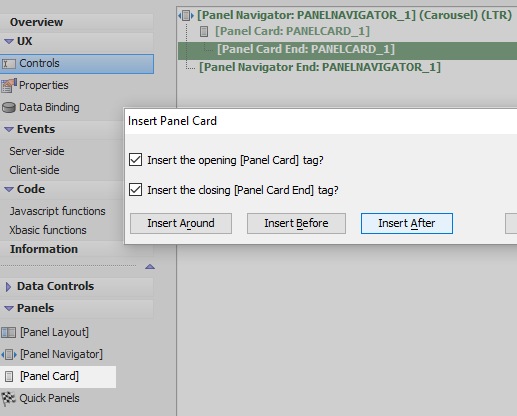 Overview
UX
Controls
Properties
Data Binding
Events
Server-side
Client-side
Code
Javascript functions
Xbasic functions
Information
Data Controls
Panels
[Panel Layout]
[Panel Navigator]
[Panel Card]
Quick Panels
[Panel Navigator: PANELNAVIGATOR_1] (Carousel) (LTR)
[Panel Card: PANELCARD_1]
[Panel Card End: PANELCARD_1]
[Panel Navigator End: PANELNAVIGATOR_1]
Insert Panel Card
Insert the opening [Panel Card] tag?
Insert the closing [Panel Card End] tag?
Insert Around
Insert Before
Insert After